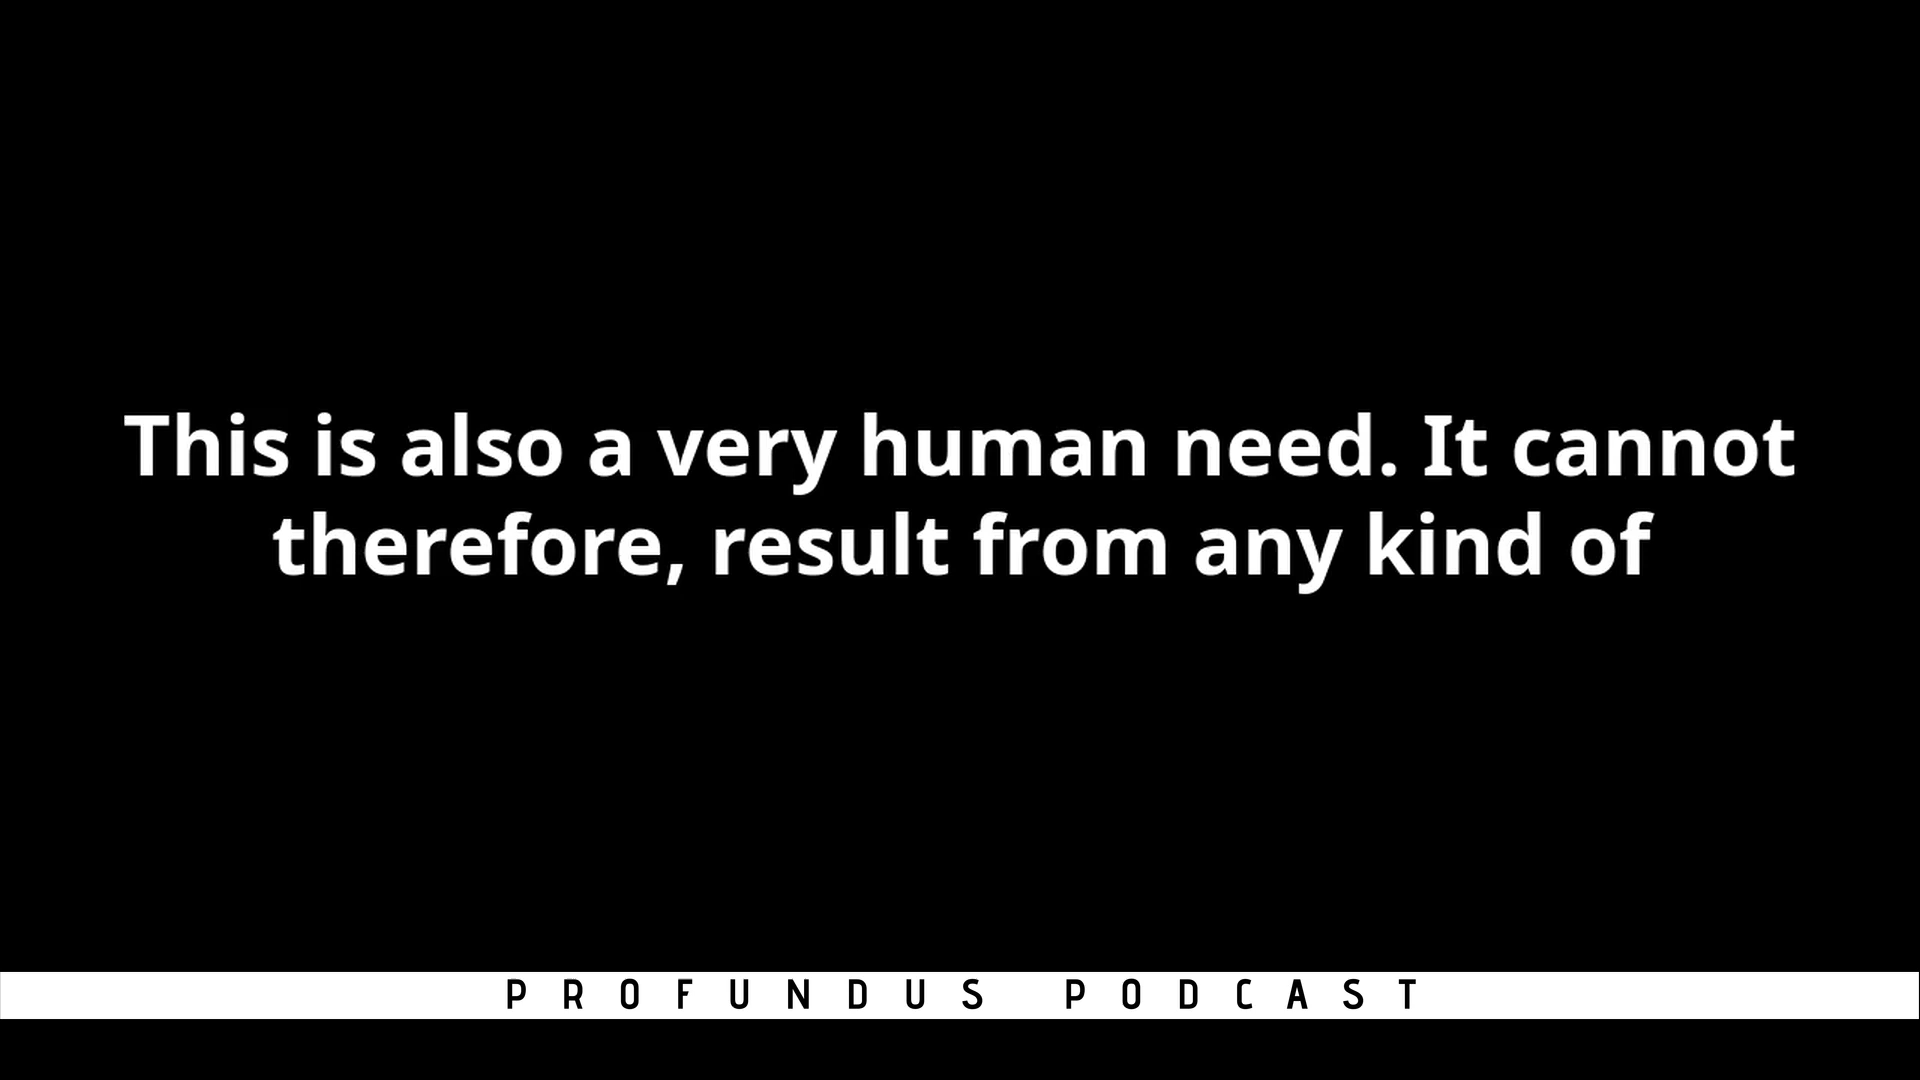 This is also a very human need. It cannot
therefore, result from any kind of
PROFUNDUS PODCAST